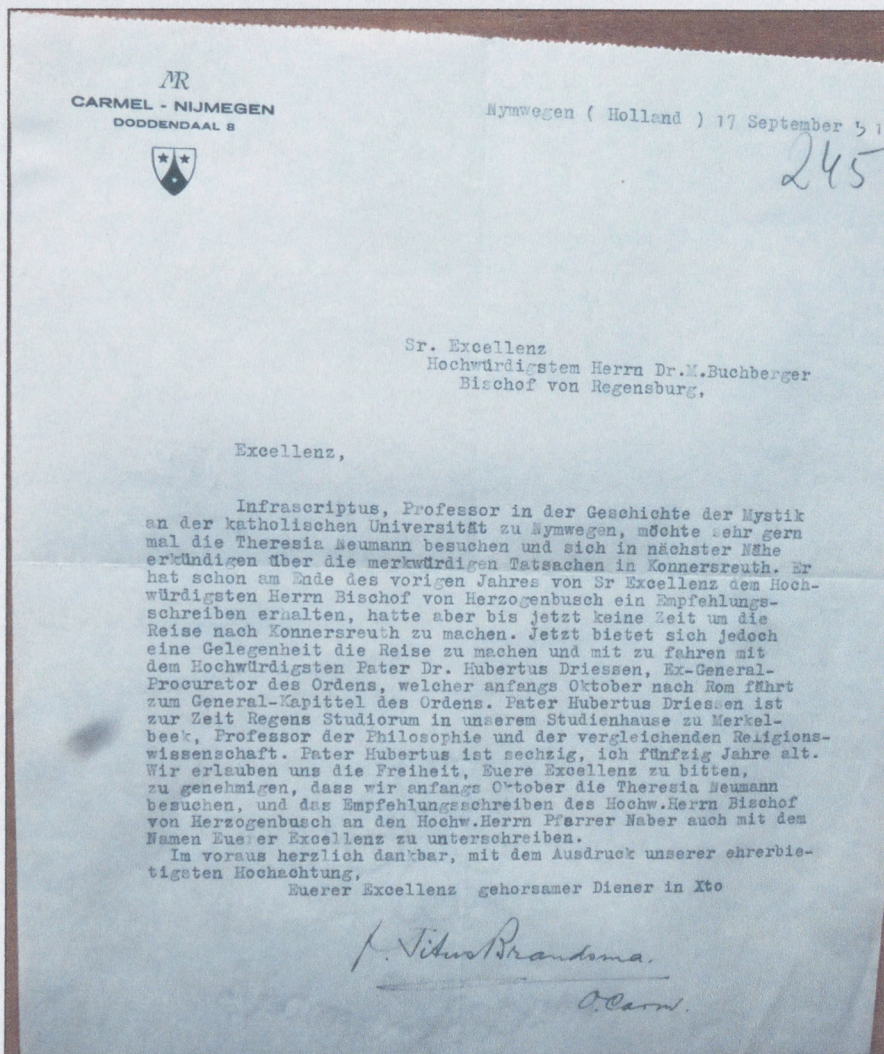 CARMEL - NIJMEGEN
DODDENDAAL 8
Nymwegen ( Holland ) 17 September
245
Sr. Excellenz
Hochwürdigstem Herrn Dr.M.Buchberger
Bischof von Regensburg,
Excellenz,
Infrascriptus, Professor in der Geschichte der Mystik
an der katholischen Universität zu Nymwegen, möchte sehr gern
mal die Theresia Neumann besuchen und sich in nächster Nähe
erkündigen über die merkwürdigen Tatsachen in Konnersreuth. Er
hat schon am Ende des vorigen Jahres von Sr Excellenz dem Hoch-
würdigsten Herrn Bischof von Herzogenbusch ein Empfehlungs-
schreiben erhalten, hatte aber bis jetzt keine Zeit um die
Reise nach Konnersreuth zu machen. Jetzt bietet sich jedoch
eine Gelegenheit die Reise zu machen und mit zu fahren mit
dem Hochwürdigsten Pater Dr. Hubertus Driessen, Ex-General-
Procurator des Ordens, welcher anfangs Oktober nach Rom fährt
zum General-Kapittel des Ordens. Pater Hubertus Driessen ist
zur Zeit Regens Studiorum in unserem Studienhause zu Merkel-
beek, Professor der Philosophie und der vergleichenden Religions-
wissenschaft. Pater Hubertus ist sechzig, ich fünfzig Jahre alt.
Wir erlauben uns die Freiheit, Euere Excellenz zu bitten,
zu genehmigen, dass wir anfangs Oktober die Theresia Neumann
besuchen, und das Empfehlungsschreiben des Hochw.Herrn Bischof
von Herzogenbusch an den Hochw.Herrn Pfarrer Naber auch mit dem
Namen Euerer Excellenz zu unterschreiben.
Im voraus herzlich dankbar, mit dem Ausdruck unserer ehrerbie-
tigsten Hochachtung,
Euerer Excellenz gehorsamer Diener in Xto
Titus Brandsma.
O.Carm.